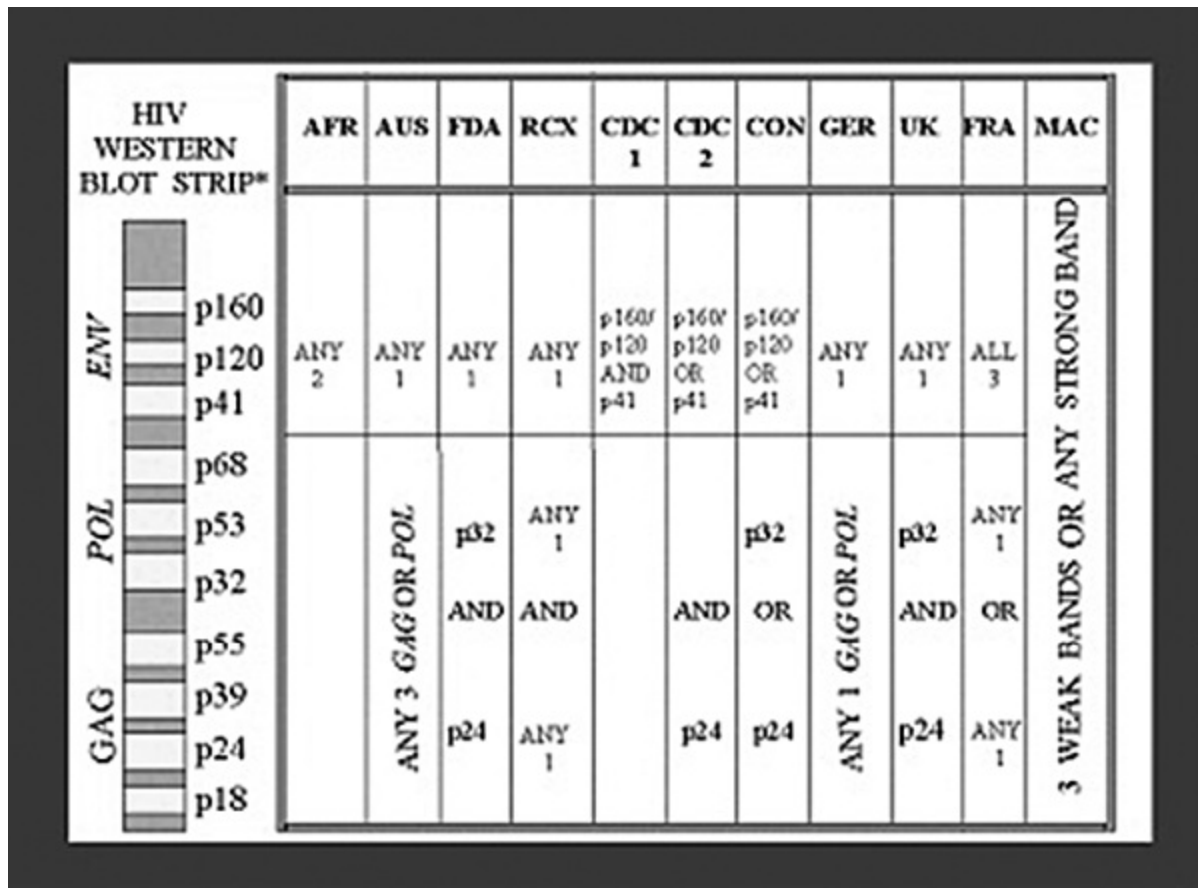 HIV
WESTERN
BLOT STRIP*
AFR AUS FDA RCX CDC 1 CDC 2 CON GER UK FRA MAC
ENV
p160
p120
p41
POL
p68
p53
p32
GAG
p55
p39
p24
p18
ANY
2
ANY
1
ANY
1
ANY
1
p160/
p120
AND
p41
p160/
p120
OR
p41
p160/
p120
OR
p41
ANY
1
ANY
1
ALL
3
ANY 3 GAG OR POL
p32
AND
p24
ANY
1
AND
ANY
1
AND
p24
p32
OR
p24
ANY 1 GAG OR POL
p32
AND
p24
ANY
1
OR
ANY
1
3 WEAK BANDS OR ANY STRONG BAND